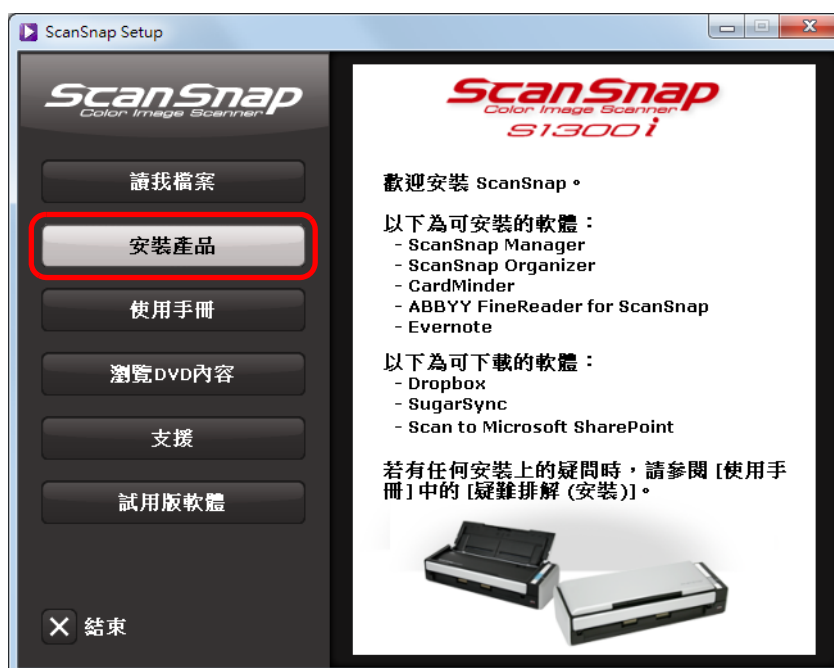 ScanSnap Setup
ScanSnap
Color Image Scanner
讀我檔案
安裝產品
使用手冊
瀏覽DVD內容
支援
試用版軟體
結束
ScanSnap
Color Image Scanner
S1300i
歡迎安裝 ScanSnap。
以下為可安裝的軟體：
- ScanSnap Manager
- ScanSnap Organizer
- CardMinder
- ABBYY FineReader for ScanSnap
- Evernote
以下為可下載的軟體：
- Dropbox
- SugarSync
- Scan to Microsoft SharePoint
若有任何安裝上的疑問時，請參閱 [使用手
冊]中的 [疑難排解 (安裝)]。